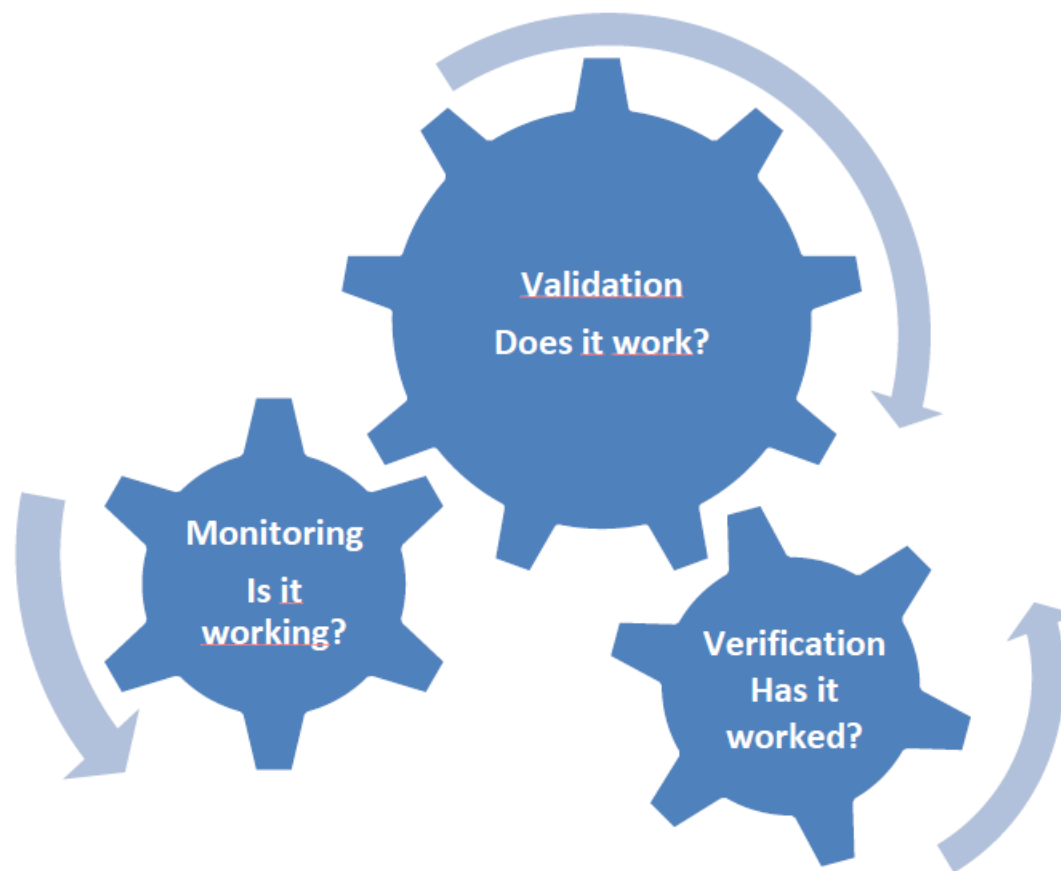 Validation
Does it work?
Monitoring
Is it
working?
Verification
Has it
worked?